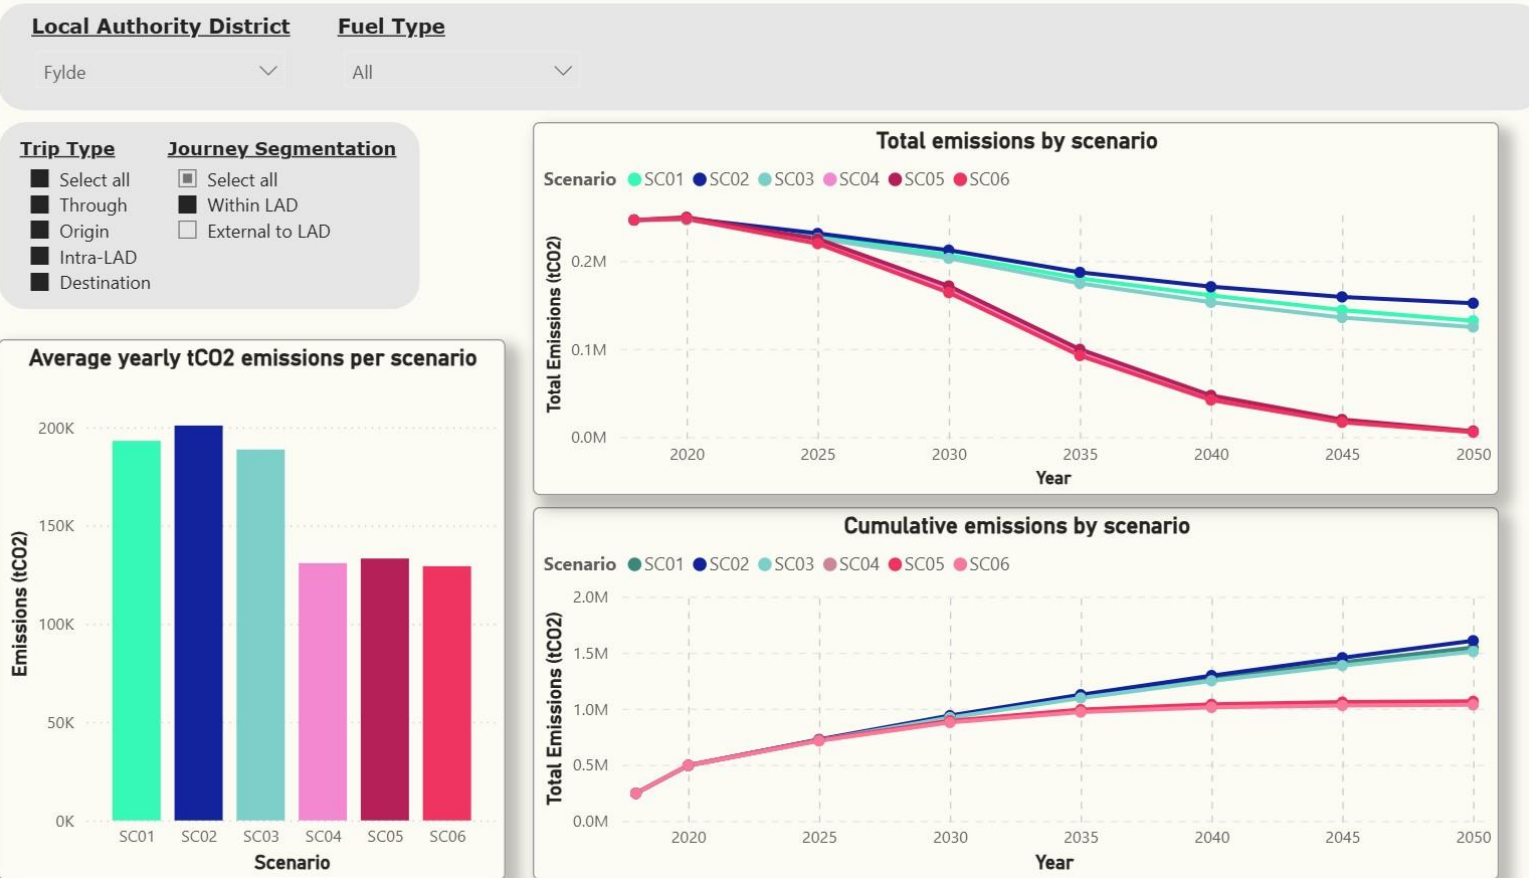 Local Authority District
Fuel Type
Fylde
All
Trip Type
Select all
Through
Origin
Intra-LAD
Destination
Journey Segmentation
Select all
Within LAD
External to LAD
Average yearly tCO2 emissions per scenario
Emissions (tCO2)
200K
150K
100K
50K
0K
SC01 SC02 SC03 SC04 SC05 SC06
Scenario
Total emissions by scenario
Scenario SC01 SC02 SC03 SC04 SC05 SC06
Total Emissions (tCO2)
0.2M
0.1M
0.0M
2020 2025 2030 2035 2040 2045 2050
Year
Cumulative emissions by scenario
Scenario SC01 SC02 SC03 SC04 SC05 SC06
Total Emissions (tCO2)
2.0M
1.5M
1.0M
0.5M
0.0M
2020 2025 2030 2035 2040 2045 2050
Year